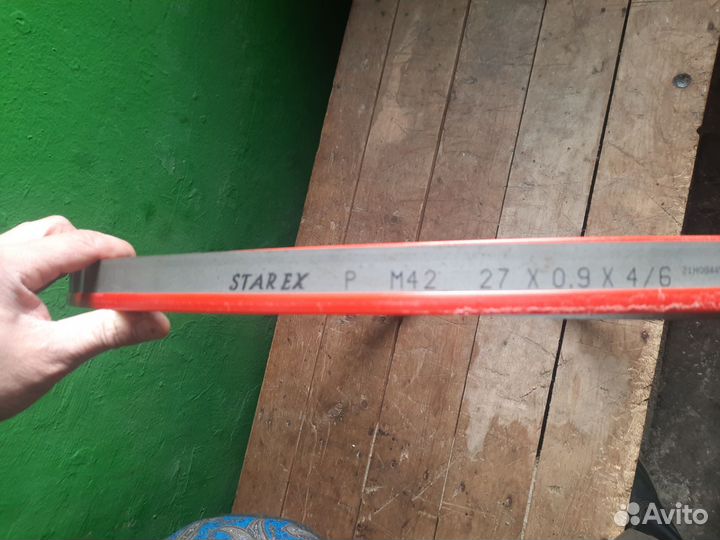 STAREX P M42 27 X 0.9 X 4/6
Avito